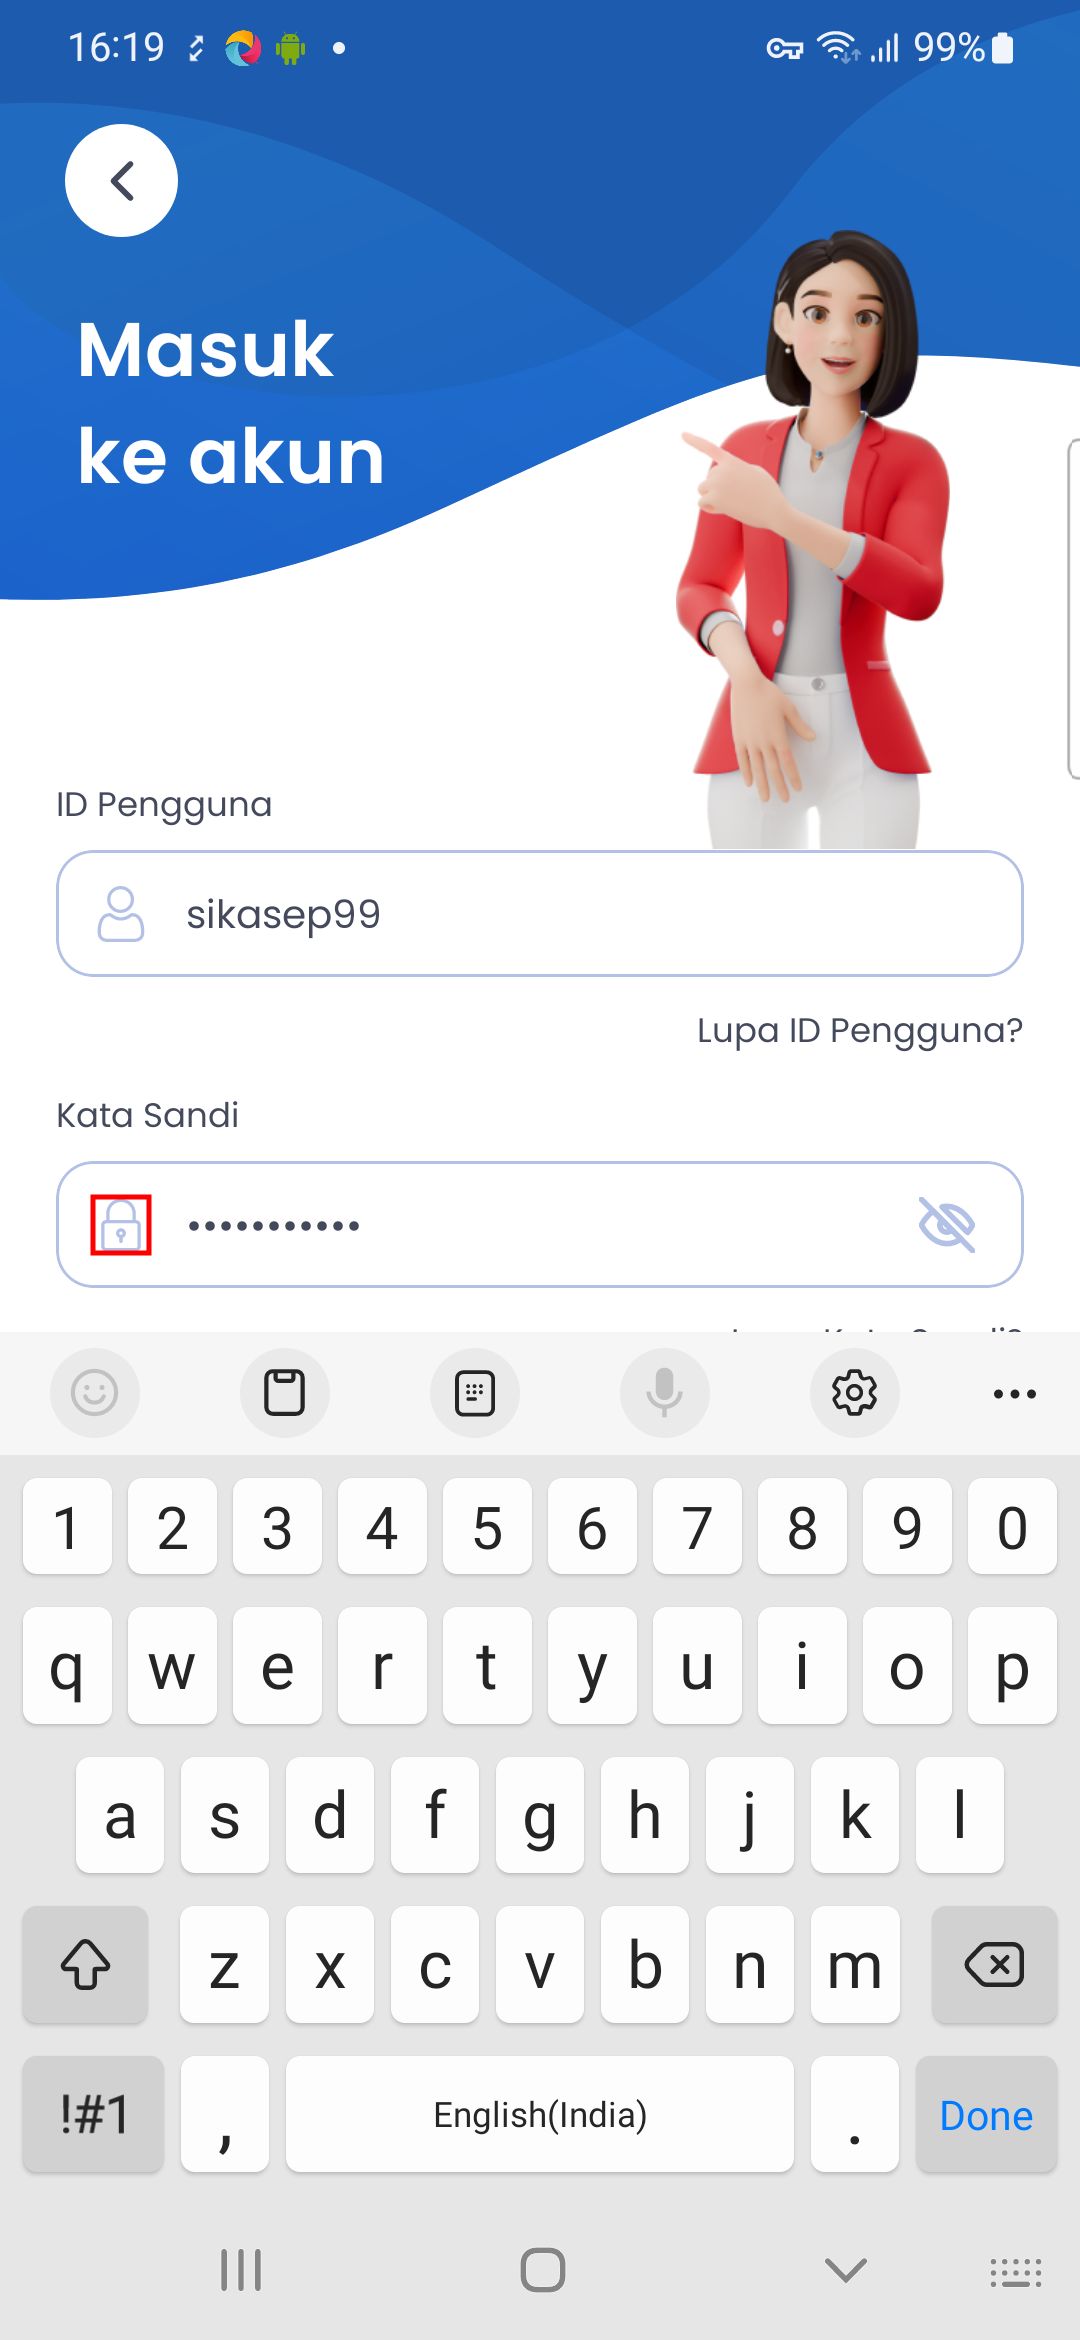 16:19
99%
Masuk
ke akun
ID Pengguna
sikasep99
Lupa ID Pengguna?
Kata Sandi
•••••••••••
1 2 3 4 5 6 7 8 9 0
q w e r t y u i o p
a s d f g h j k l
z x c v b n m
!#1 , English(India) . Done